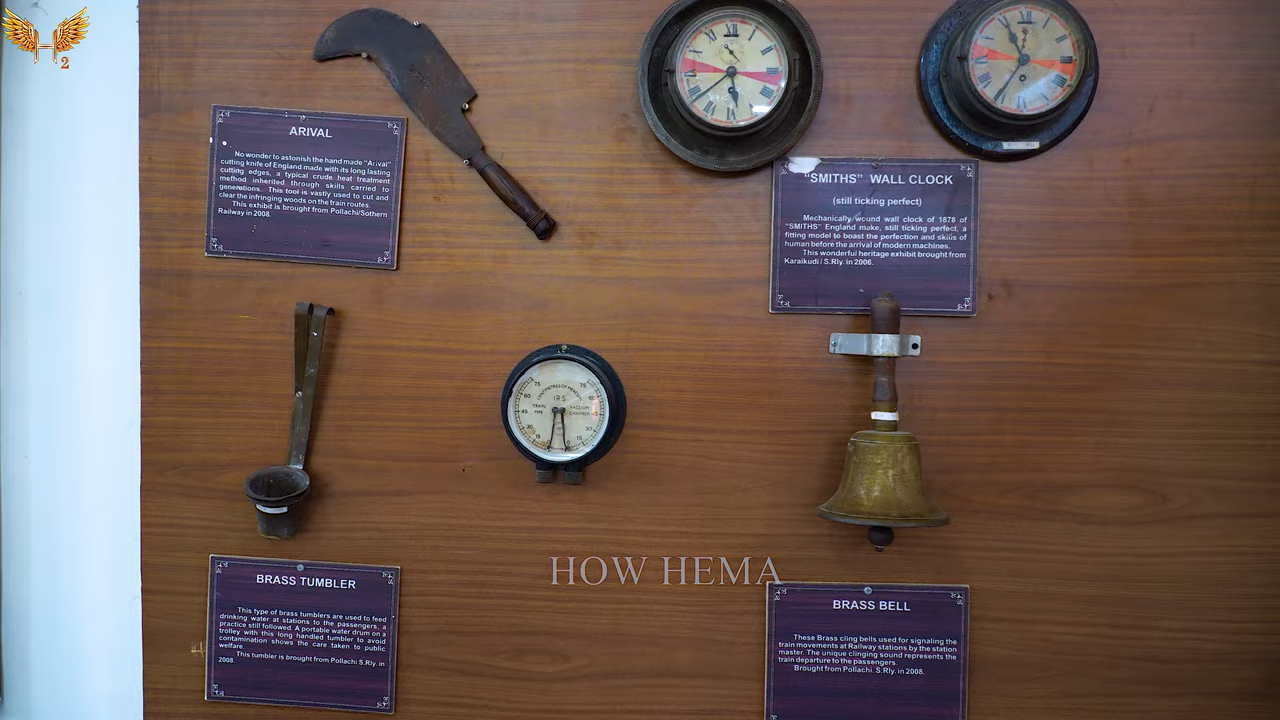 2
ARIVAL
No wonder to astonish the hand made "Arival"
cutting knife of England made with its long lasting
cutting edges, a typical crude heat treatment
method inherited through skills carried to
generations. This tool is vastly used to cut and
clear the infringing woods on the train routes.
This exhibit is brought from Pollachi/Sothern
Railway in 2008.
"SMITHS" WALL CLOCK
(still ticking perfect)
Mechanically wound wall clock of 1878 of
"SMITHS" England make, still ticking perfect, a
fitting model to boast the perfection and skills of
human before the arrival of modern machines.
This wonderful heritage exhibit brought from
Karaikudi / S.Rly. in 2006.
CENTIMETRES OF MERCURY
I.R.S
TRAIN PIPE
VACUUM CHAMBER
BRASS TUMBLER
This type of brass tumblers are used to feed
drinking water at stations to the passengers, a
practice still followed. A portable water drum on a
trolley with this long handled tumbler to avoid
contamination shows the care taken to public
welfare.
This tumbler is brought from Pollachi S.Rly. in
2008.
HOW HEMA
BRASS BELL
These Brass cling bells used for signaling the
train movements at Railway stations by the station
master. The unique clinging sound represents the
train departure to the passengers.
Brought from Pollachi. S.Rly. in 2008.